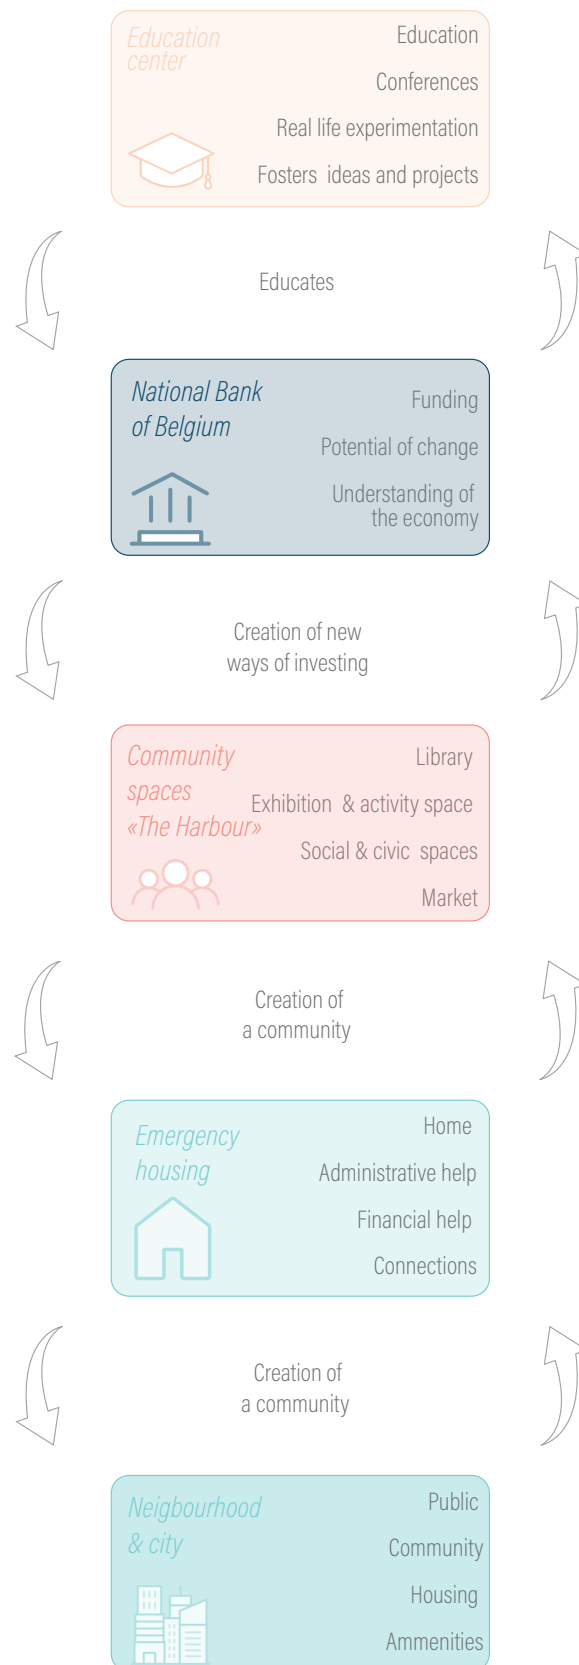 Education
center
Education
Conferences
Real life experimentation
Fosters ideas and projects
Educates
National Bank
of Belgium
Funding
Potential of change
Understanding of
the economy
Creation of new
ways of investing
Community
spaces
«The Harbour»
Library
Exhibition & activity space
Social & civic spaces
Market
Creation of
a community
Emergency
housing
Home
Administrative help
Financial help
Connections
Creation of
a community
Neigbourhood
& city
Public
Community
Housing
Ammenities